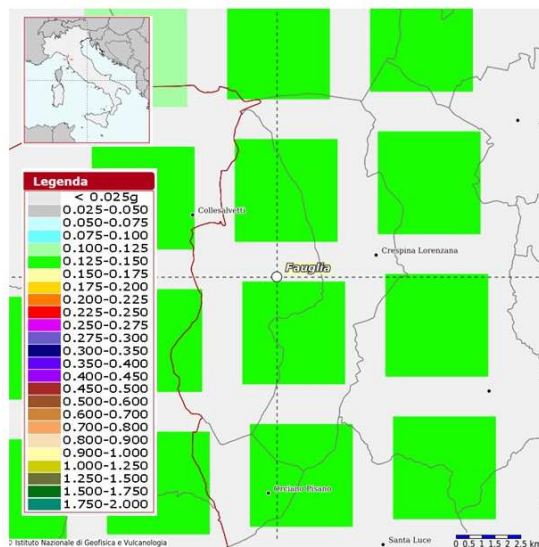 Legenda
< 0.025g
0.025-0.050
0.050-0.075
0.075-0.100
0.100-0.125
0.125-0.150
0.150-0.175
0.175-0.200
0.200-0.225
0.225-0.250
0.250-0.275
0.275-0.300
0.300-0.350
0.350-0.400
0.400-0.450
0.450-0.500
0.500-0.600
0.600-0.700
0.700-0.800
0.800-0.900
0.900-1.000
1.000-1.250
1.250-1.500
1.500-1.750
1.750-2.000
Collesalvetti
Crespina Lorenzana
Fauglia
Orciano Pisano
Santa Luce
0 0.5 1 1.5 2 2.5 km
© Istituto Nazionale di Geofisica e Vulcanologia